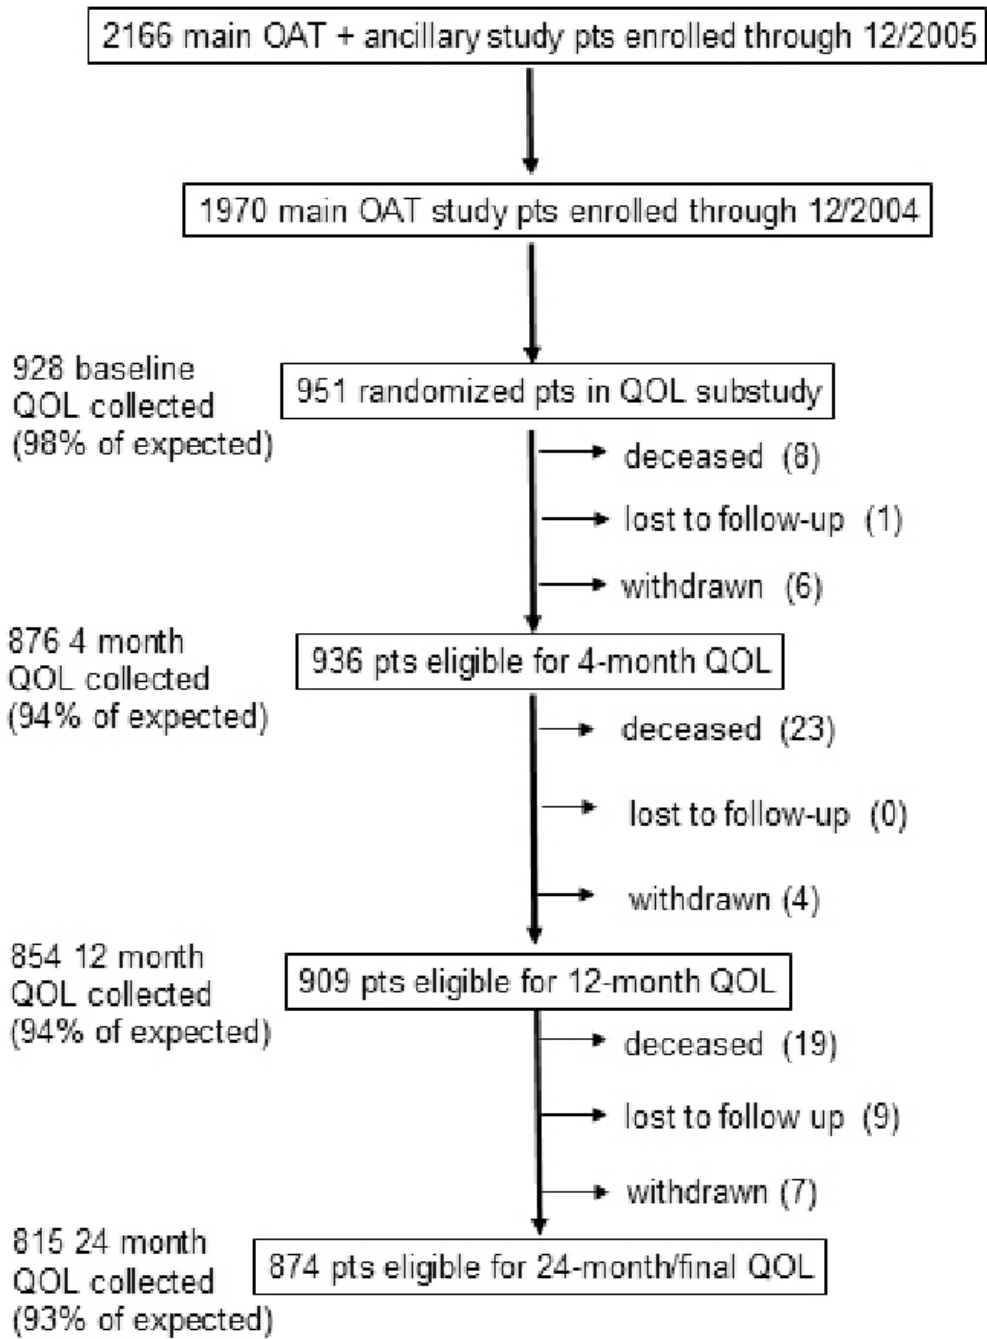 2166 main OAT + ancillary study pts enrolled through 12/2005
1970 main OAT study pts enrolled through 12/2004
928 baseline
QOL collected
(98% of expected)
951 randomized pts in QOL substudy
deceased (8)
lost to follow-up (1)
withdrawn (6)
876 4 month
QOL collected
(94% of expected)
936 pts eligible for 4-month QOL
deceased (23)
lost to follow-up (0)
withdrawn (4)
854 12 month
QOL collected
(94% of expected)
909 pts eligible for 12-month QOL
deceased (19)
lost to follow up (9)
withdrawn (7)
815 24 month
QOL collected
(93% of expected)
874 pts eligible for 24-month/final QOL